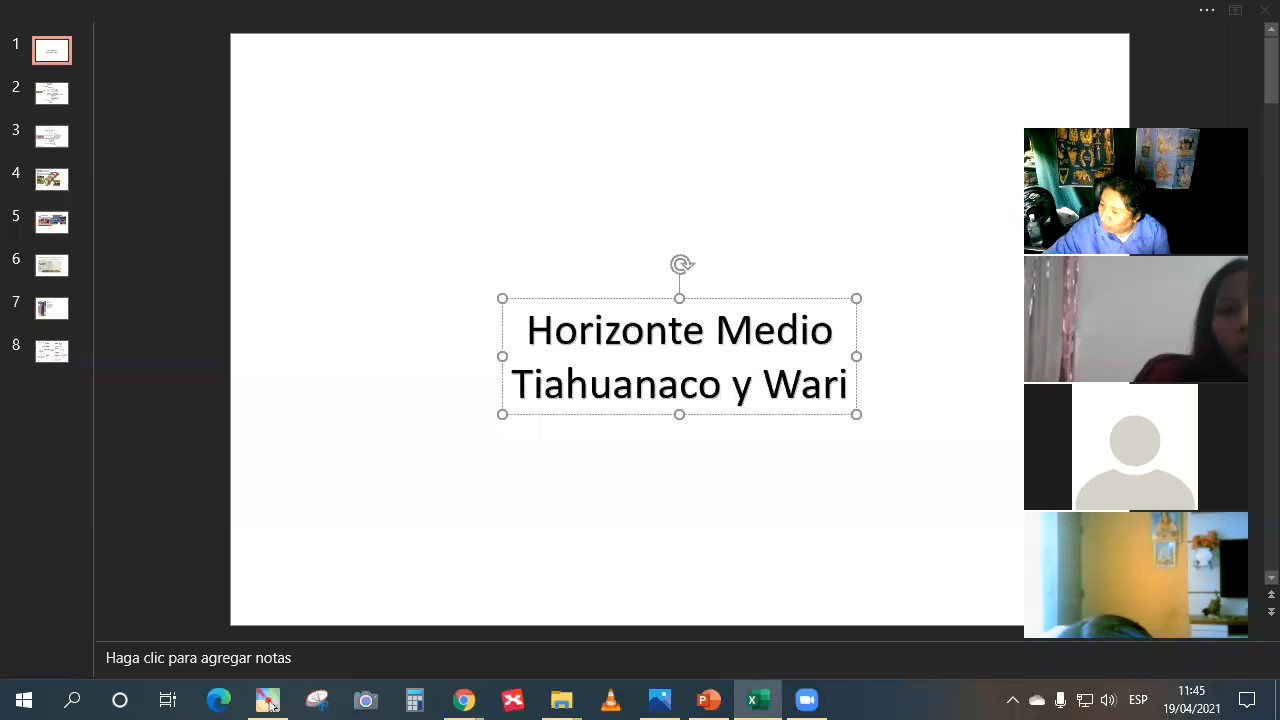 1
2
3
4
5
6
7
8
Horizonte Medio
Tiahuanaco y Wari
Haga clic para agregar notas
ESP
11:45
19/04/2021